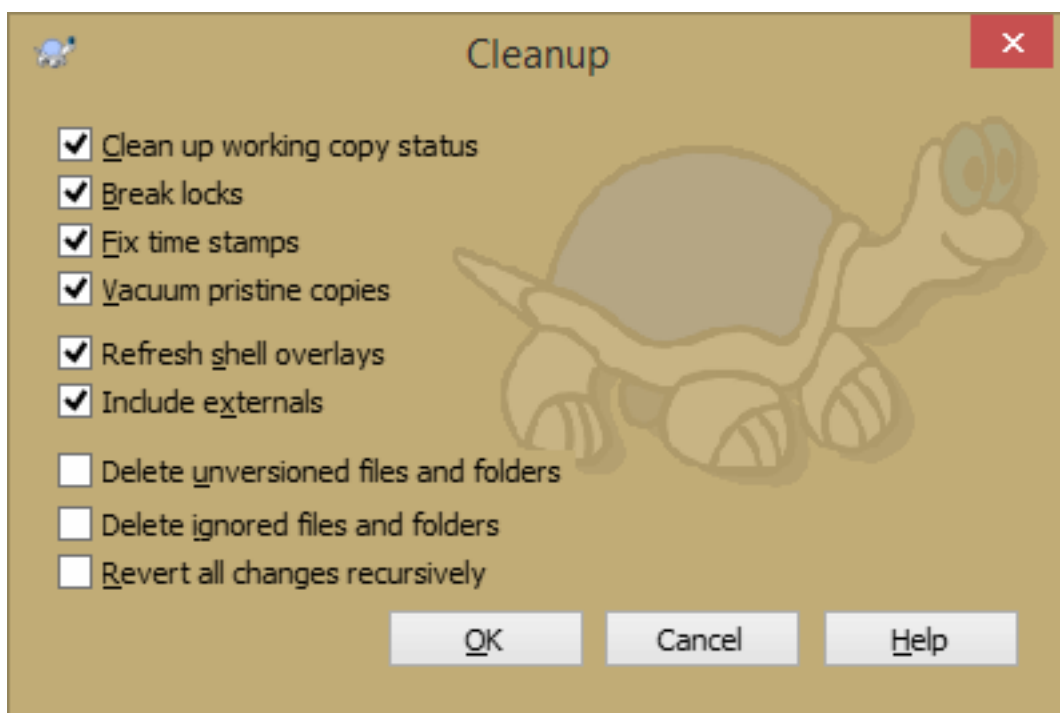 Cleanup
Clean up working copy status
Break locks
Fix time stamps
Vacuum pristine copies
Refresh shell overlays
Include externals
Delete unversioned files and folders
Delete ignored files and folders
Revert all changes recursively
OK Cancel Help